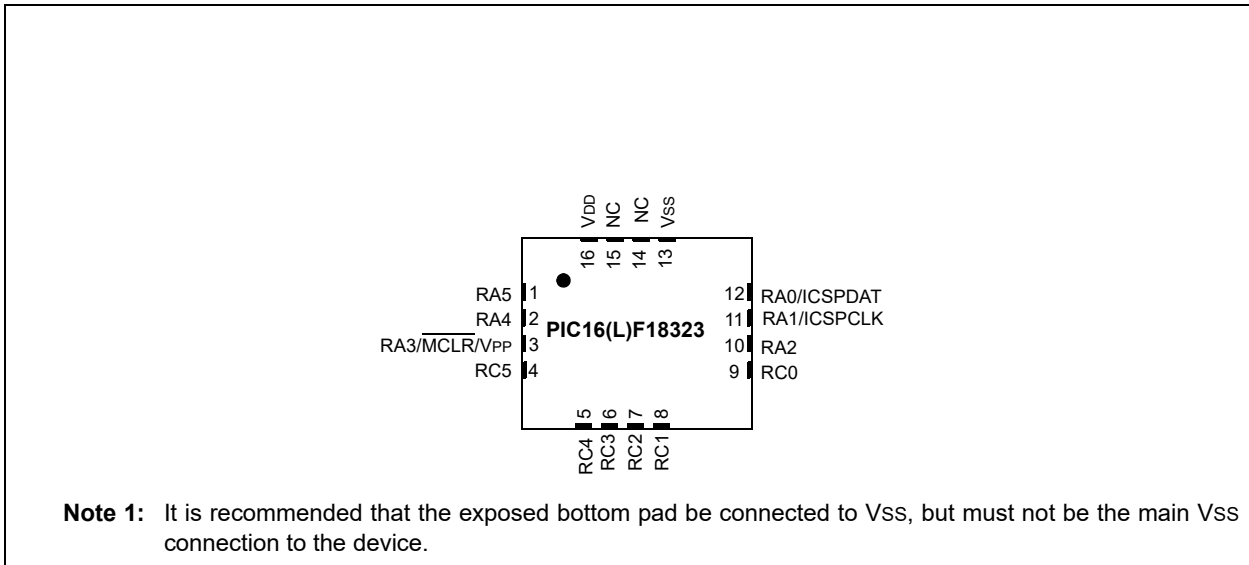 VDD
NC
NC
VSS
16
15
14
13
RA5 1
RA4 2
RA3/MCLR/VPP 3
RC5 4
PIC16(L)F18323
12 RA0/ICSPDAT
11 RA1/ICSPCLK
10 RA2
9 RC0
5
6
7
8
RC4
RC3
RC2
RC1
Note 1: It is recommended that the exposed bottom pad be connected to VSS, but must not be the main VSS
connection to the device.